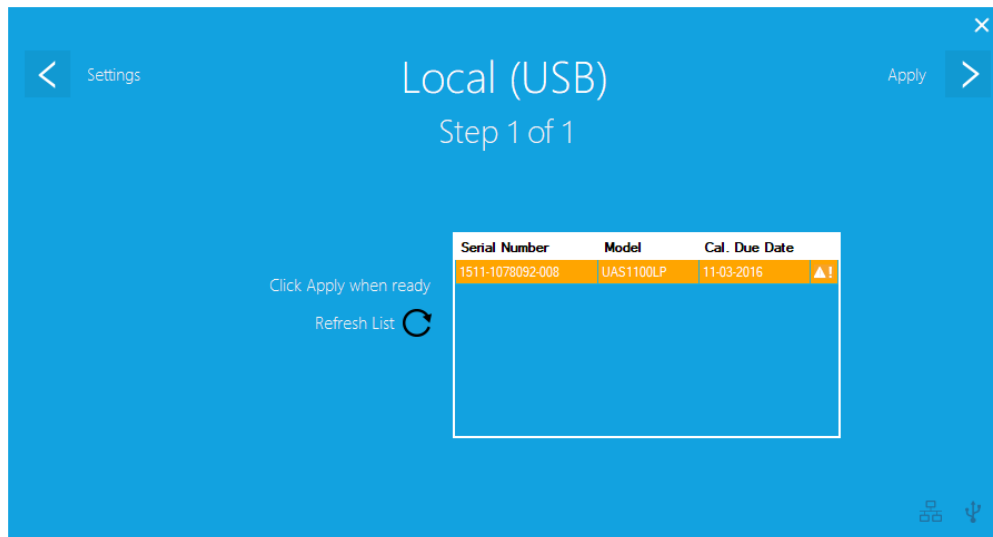 Settings
Local (USB)
Apply
Step 1 of 1
Serial Number Model Cal. Due Date
1511-1078092-008 UAS1100LP 11-03-2016 !
Click Apply when ready
Refresh List